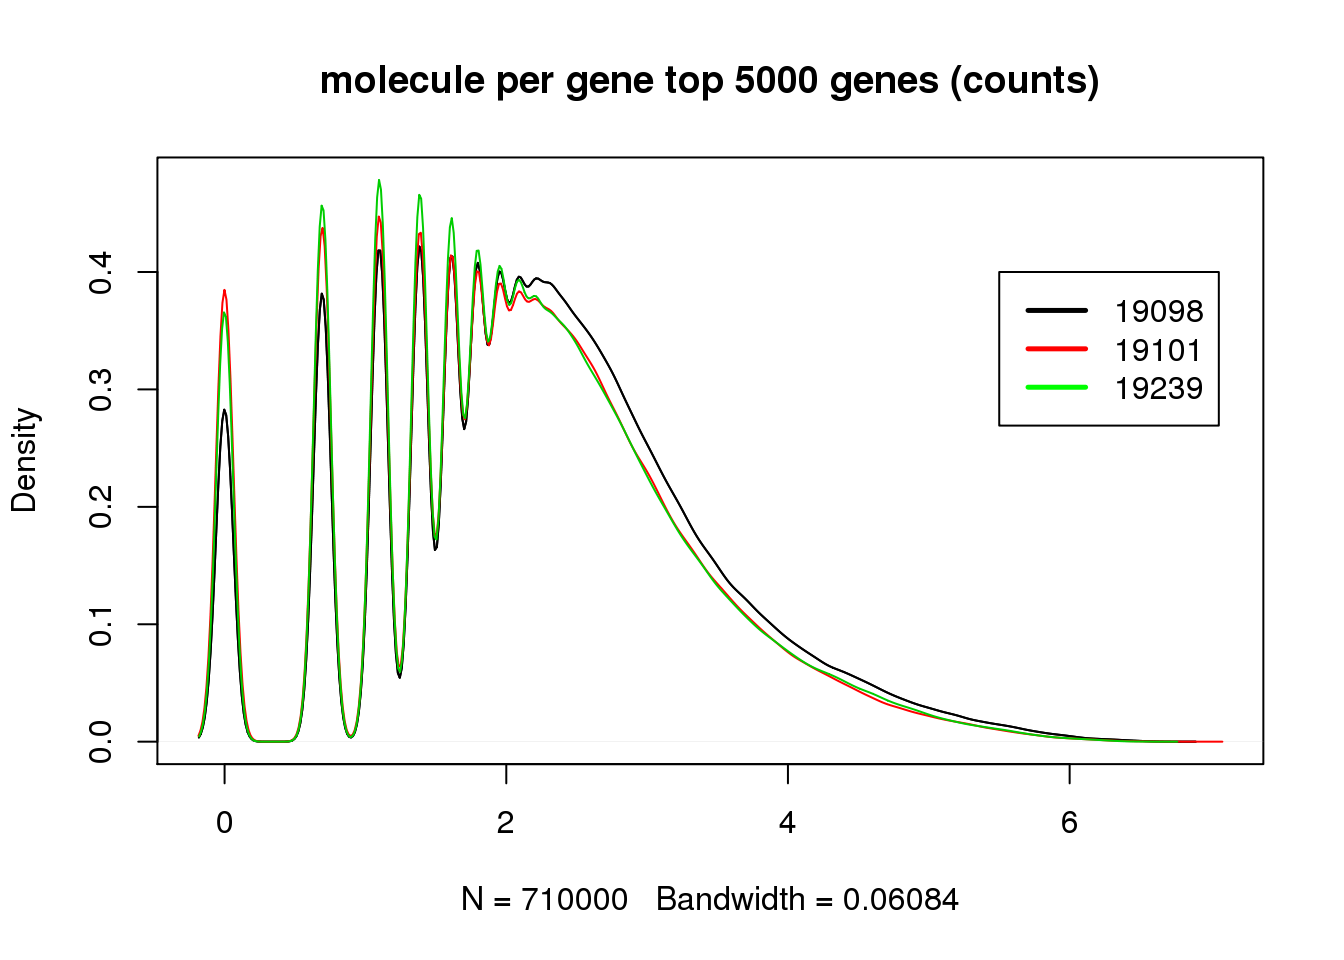 molecule per gene top 5000 genes (counts)
Density
0.4
0.3
0.2
0.1
0.0
19098
19101
19239
0 2 4 6
N = 710000 Bandwidth = 0.06084